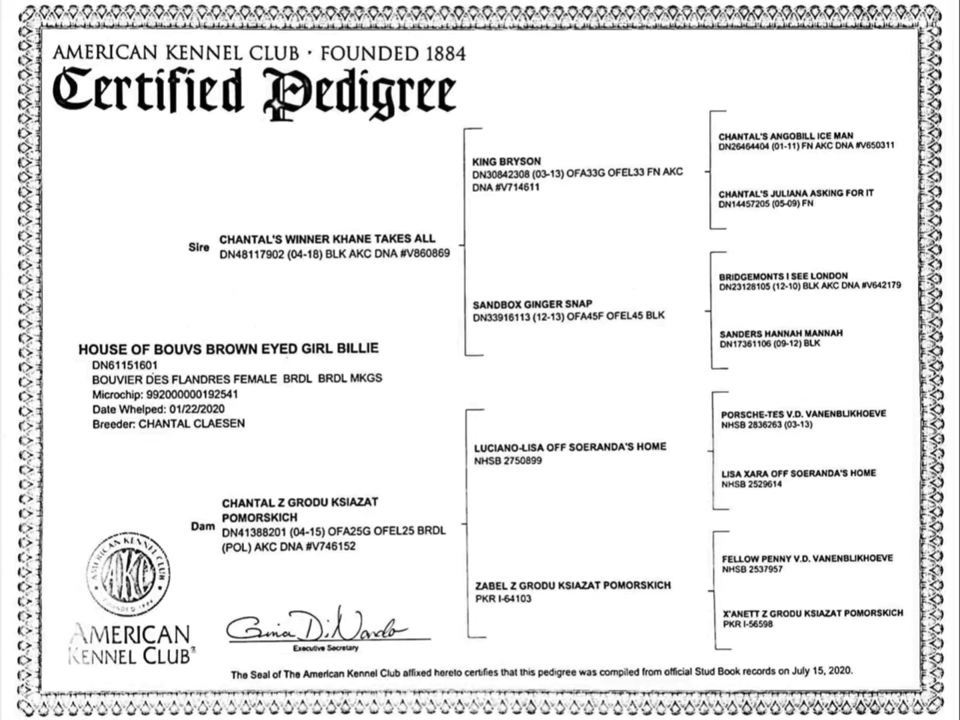 AMERICAN KENNEL CLUB · FOUNDED 1884
Certified Pedigree
CHANTAL'S ANGOBILL ICE MAN
DN26464404 (01-11) FN AKC DNA #V650311
KING BRYSON
DN30842308 (03-13) OFA33G OFEL33 FN AKC
DNA #V714611
CHANTAL'S JULIANA ASKING FOR IT
DN14457205 (05-09) FN
Sire
CHANTAL'S WINNER KHANE TAKES ALL
DN48117902 (04-18) BLK AKC DNA #V860869
BRIDGEMONTS I SEE LONDON
DN23128105 (12-10) BLK AKC DNA #V642179
SANDBOX GINGER SNAP
DN33916113 (12-13) OFA45F OFEL45 BLK
SANDERS HANNAH MANNAH
DN17361106 (09-12) BLK
HOUSE OF BOUVS BROWN EYED GIRL BILLIE
DN61151601
BOUVIER DES FLANDRES FEMALE BRDL BRDL MKGS
Microchip: 992000000192541
Date Whelped: 01/22/2020
Breeder: CHANTAL CLAESEN
PORSCHE-TES V.D. VANENBLIKHOEVE
NHSB 2836263 (03-13)
LUCIANO-LISA OFF SOERANDA'S HOME
NHSB 2750899
LISA XARA OFF SOERANDA'S HOME
NHSB 2529614
Dam
CHANTAL Z GRODU KSIAZAT
POMORSKICH
DN41388201 (04-15) OFA25G OFEL25 BRDL
(POL) AKC DNA #V746152
FELLOW PENNY V.D. VANENBLIKHOEVE
NHSB 2537957
ZABEL Z GRODU KSIAZAT POMORSKICH
PKR I-64103
X'ANETT Z GRODU KSIAZAT POMORSKICH
PKR I-56598
AMERICAN KENNEL CLUB
AKC
FOUNDED 1884
AMERICAN
KENNEL CLUB®
Gina DiNardo
Executive Secretary
The Seal of The American Kennel Club affixed hereto certifies that this pedigree was compiled from official Stud Book records on July 15, 2020.